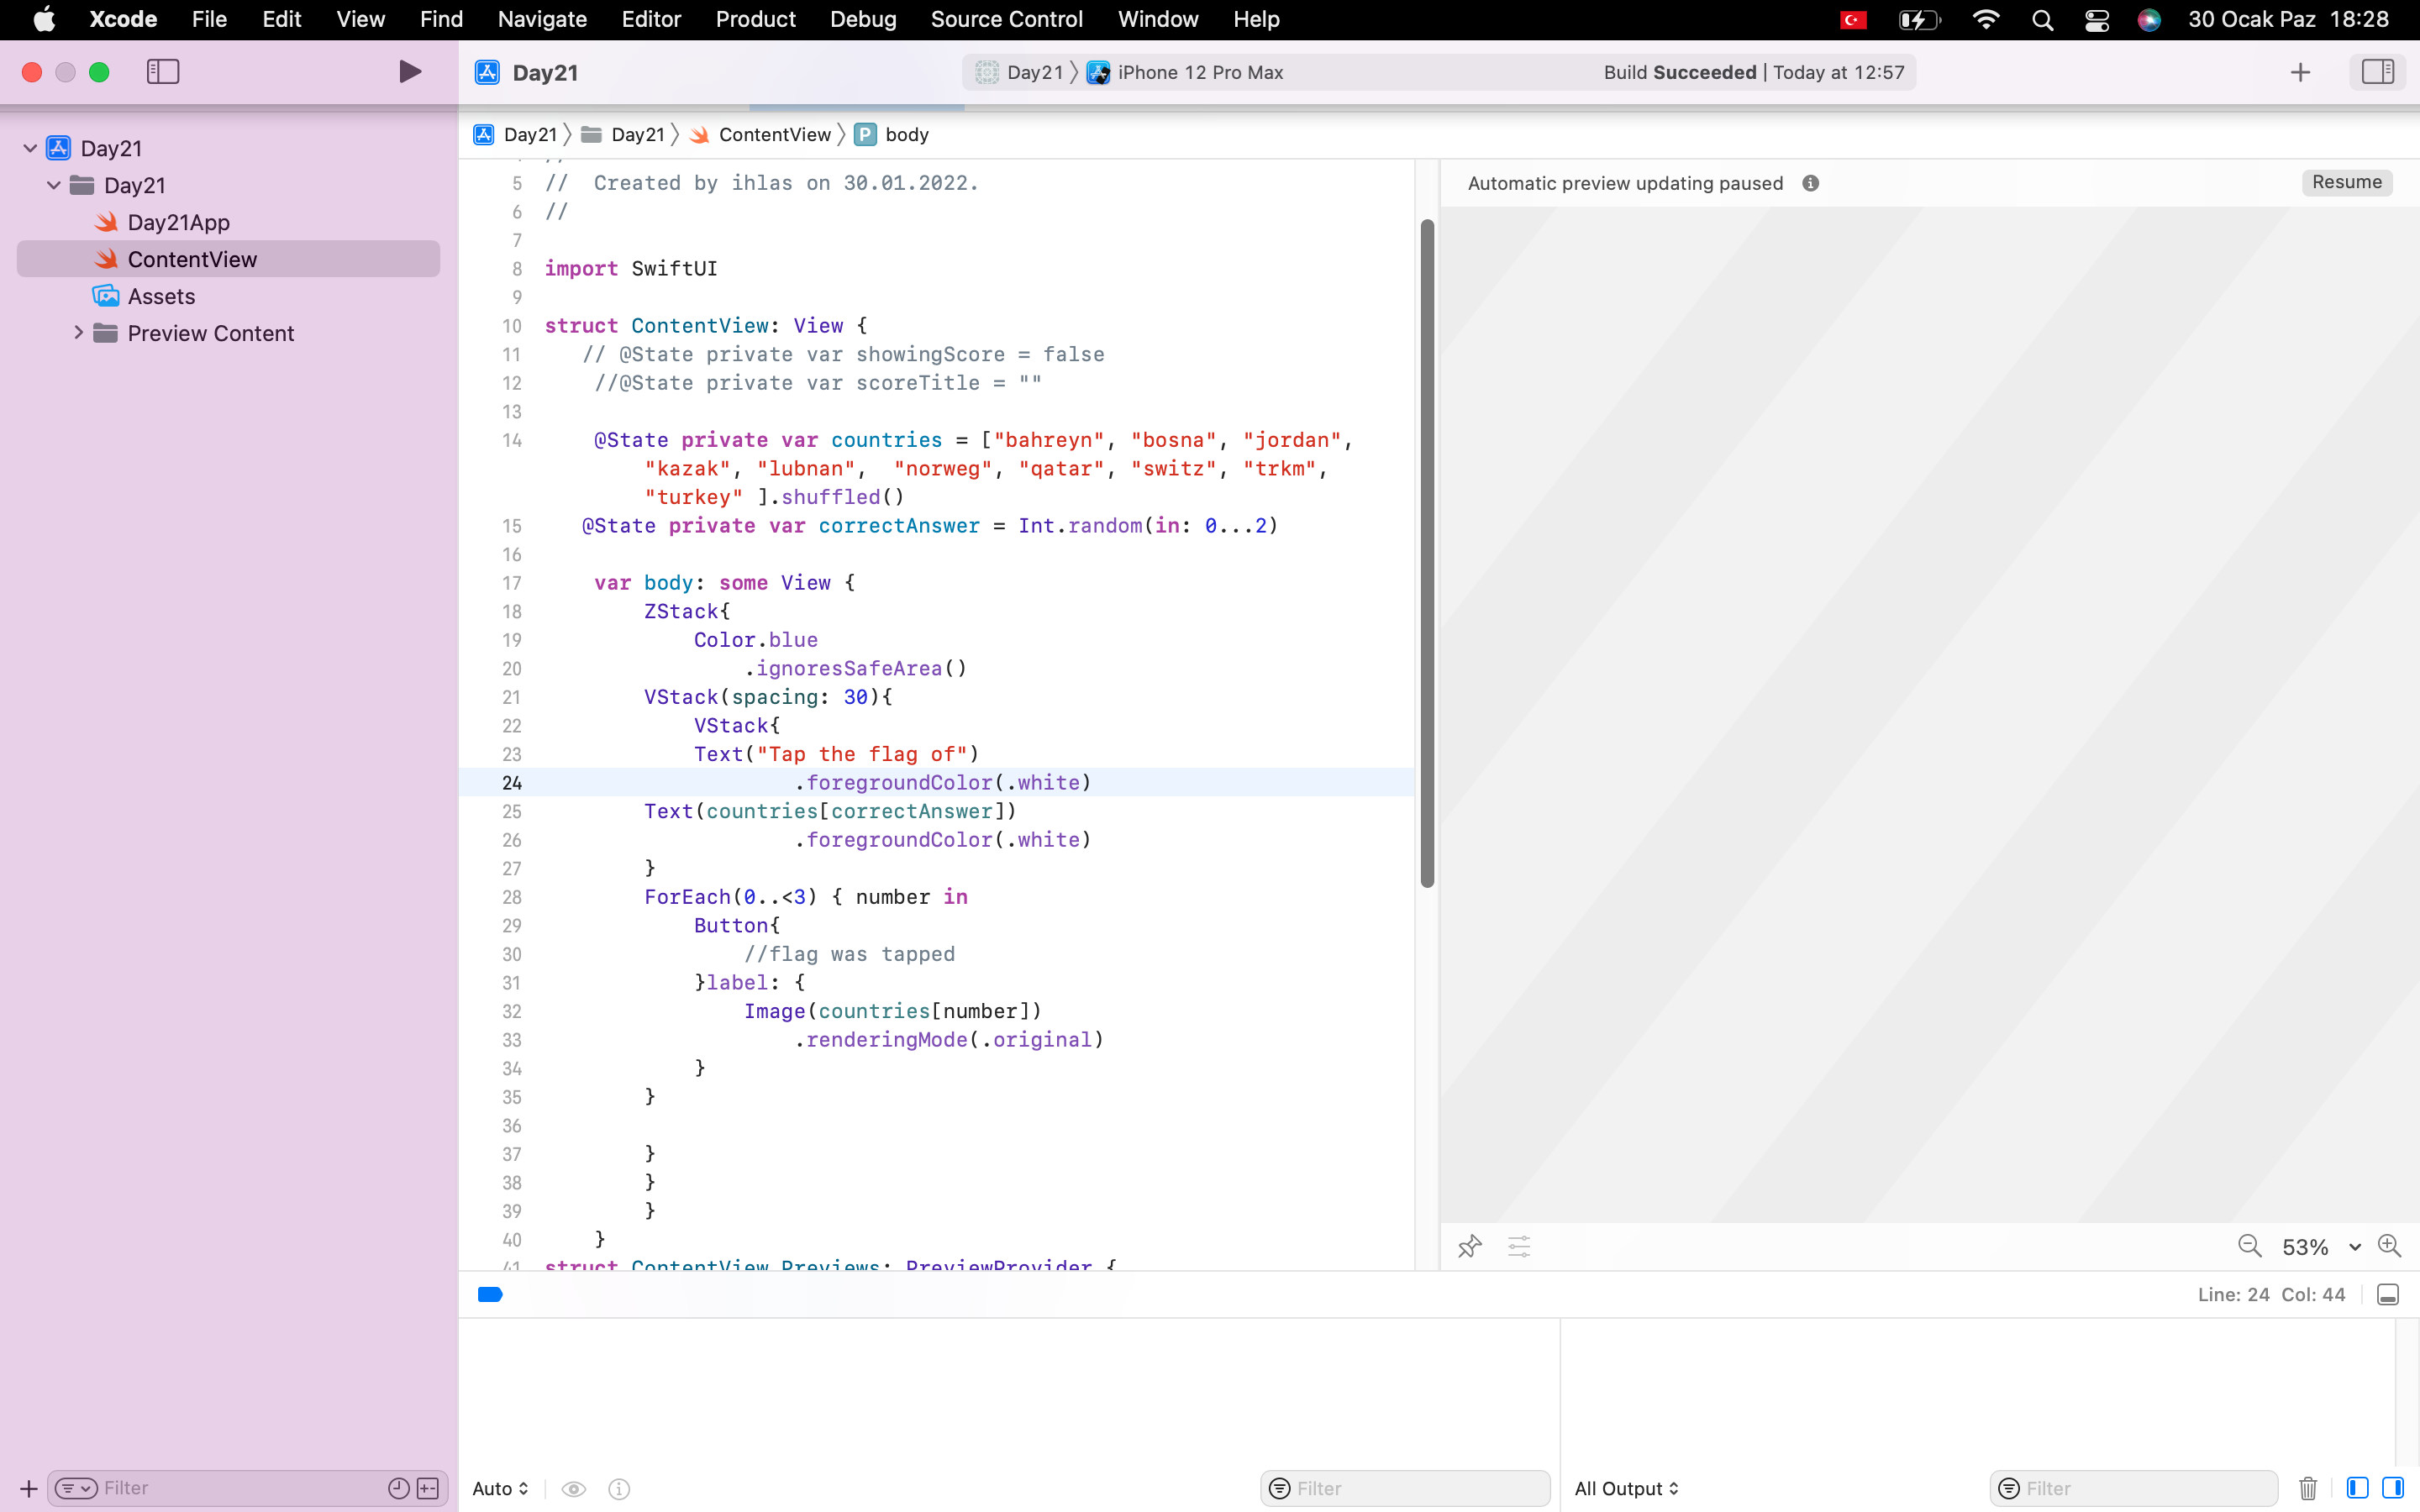 Xcode File Edit View Find Navigate Editor Product Debug Source Control Window Help 30 Ocak Paz 18:28
Day21 Day21 iPhone 12 Pro Max Build Succeeded | Today at 12:57
Day21
Day21
Day21App
ContentView
Assets
Preview Content
Filter
Day21 Day21 ContentView P body
5 // Created by ihlas on 30.01.2022.
6 //
7
8 import SwiftUI
9
10 struct ContentView: View {
11 // @State private var showingScore = false
12 //@State private var scoreTitle = ""
13
14 @State private var countries = ["bahreyn", "bosna", "jordan",
"kazak", "lubnan", "norweg", "qatar", "switz", "trkm",
"turkey" ].shuffled()
15 @State private var correctAnswer = Int.random(in: 0...2)
16
17 var body: some View {
18 ZStack{
19 Color.blue
20 .ignoresSafeArea()
21 VStack(spacing: 30){
22 VStack{
23 Text("Tap the flag of")
24 .foregroundColor(.white)
25 Text(countries[correctAnswer])
26 .foregroundColor(.white)
27 }
28 ForEach(0..<3) { number in
29 Button{
30 //flag was tapped
31 }label: {
32 Image(countries[number])
33 .renderingMode(.original)
34 }
35 }
36
37 }
38 }
39 }
40 }
41 struct ContentView_Previews: PreviewProvider {
Automatic preview updating paused Resume
53%
Line: 24 Col: 44
Auto Filter All Output Filter